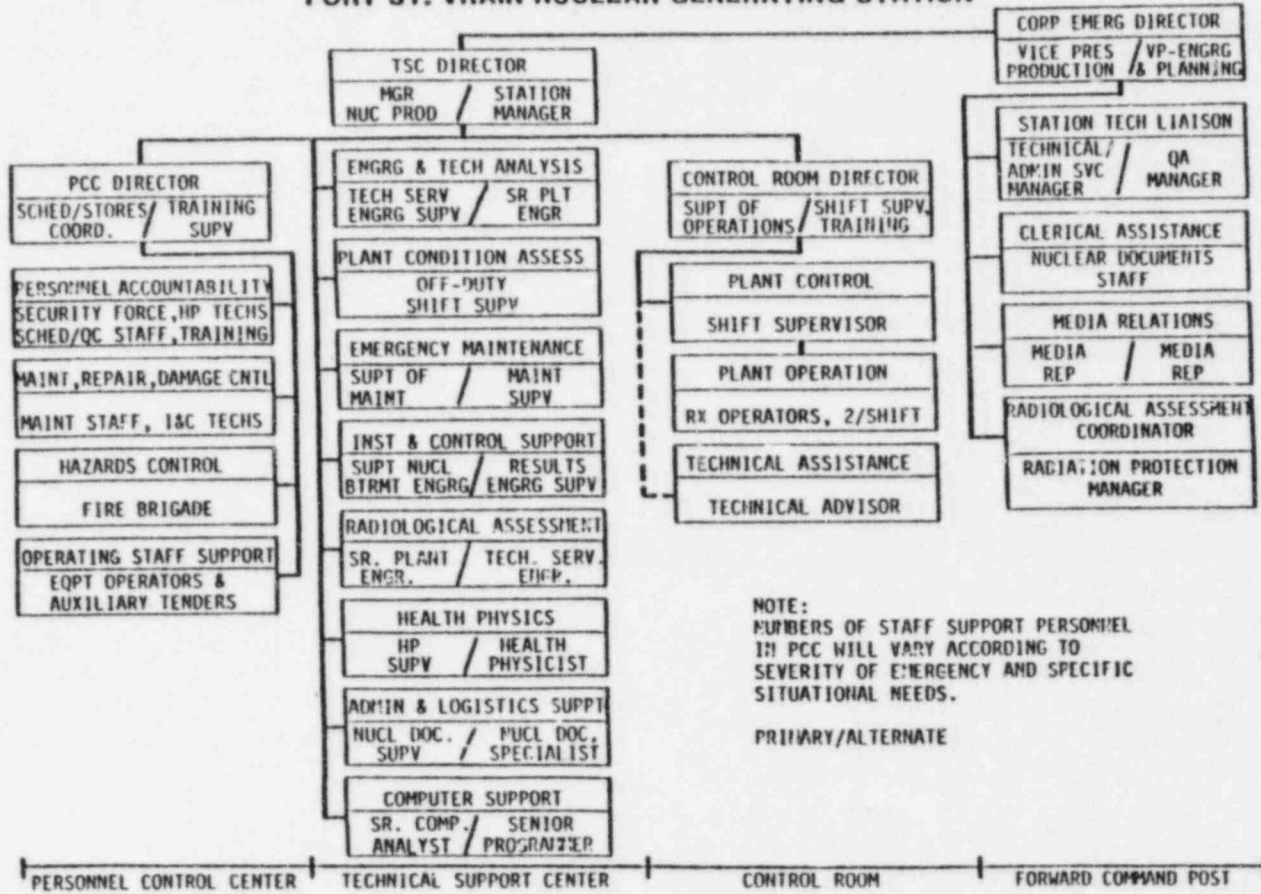 FORT ST. VRAIN NUCLEAR GENERATING STATION
CORP EMERG DIRECTOR
VICE PRES / VP-ENGRG
PRODUCTION & PLANNING
TSC DIRECTOR
MGR / STATION
NUC PROD MANAGER
PCC DIRECTOR
SCHED/STORES / TRAINING
COORD. SUPV
PERSONNEL ACCOUNTABILITY
SECURITY FORCE, HP TECHS
SCHED/QC STAFF, TRAINING
MAINT, REPAIR, DAMAGE CNTL
MAINT STAFF, I&C TECHS
HAZARDS CONTROL
FIRE BRIGADE
OPERATING STAFF SUPPORT
EQPT OPERATORS &
AUXILIARY TENDERS
ENGRG & TECH ANALYSIS
TECH SERV / SR PLT
ENGRG SUPV ENGR
PLANT CONDITION ASSESS
OFF-DUTY
SHIFT SUPV
EMERGENCY MAINTENANCE
SUPT OF / MAINT
MAINT SUPV
INST & CONTROL SUPPORT
SUPT NUCL / RESULTS
BTRMT ENGRG ENGRG SUPV
RADIOLOGICAL ASSESSMENT
SR. PLANT / TECH. SERV.
ENGR. ENGR.
HEALTH PHYSICS
HP / HEALTH
SUPV PHYSICIST
ADMIN & LOGISTICS SUPPT
NUCL DOC. / NUCL DOC.
SUPV SPECIALIST
COMPUTER SUPPORT
SR. COMP. / SENIOR
ANALYST PROGRAMMER
CONTROL ROOM DIRECTOR
SUPT OF / SHIFT SUPV.
OPERATIONS TRAINING
PLANT CONTROL
SHIFT SUPERVISOR
PLANT OPERATION
RX OPERATORS, 2/SHIFT
TECHNICAL ASSISTANCE
TECHNICAL ADVISOR
STATION TECH LIAISON
TECHNICAL/ / QA
ADMIN SVC MANAGER
MANAGER
CLERICAL ASSISTANCE
NUCLEAR DOCUMENTS
STAFF
MEDIA RELATIONS
MEDIA / MEDIA
REP REP
RADIOLOGICAL ASSESSMENT
COORDINATOR
RADIATION PROTECTION
MANAGER
NOTE:
NUMBERS OF STAFF SUPPORT PERSONNEL
IN PCC WILL VARY ACCORDING TO
SEVERITY OF EMERGENCY AND SPECIFIC
SITUATIONAL NEEDS.
PRIMARY/ALTERNATE
PERSONNEL CONTROL CENTER
TECHNICAL SUPPORT CENTER
CONTROL ROOM
FORWARD COMMAND POST